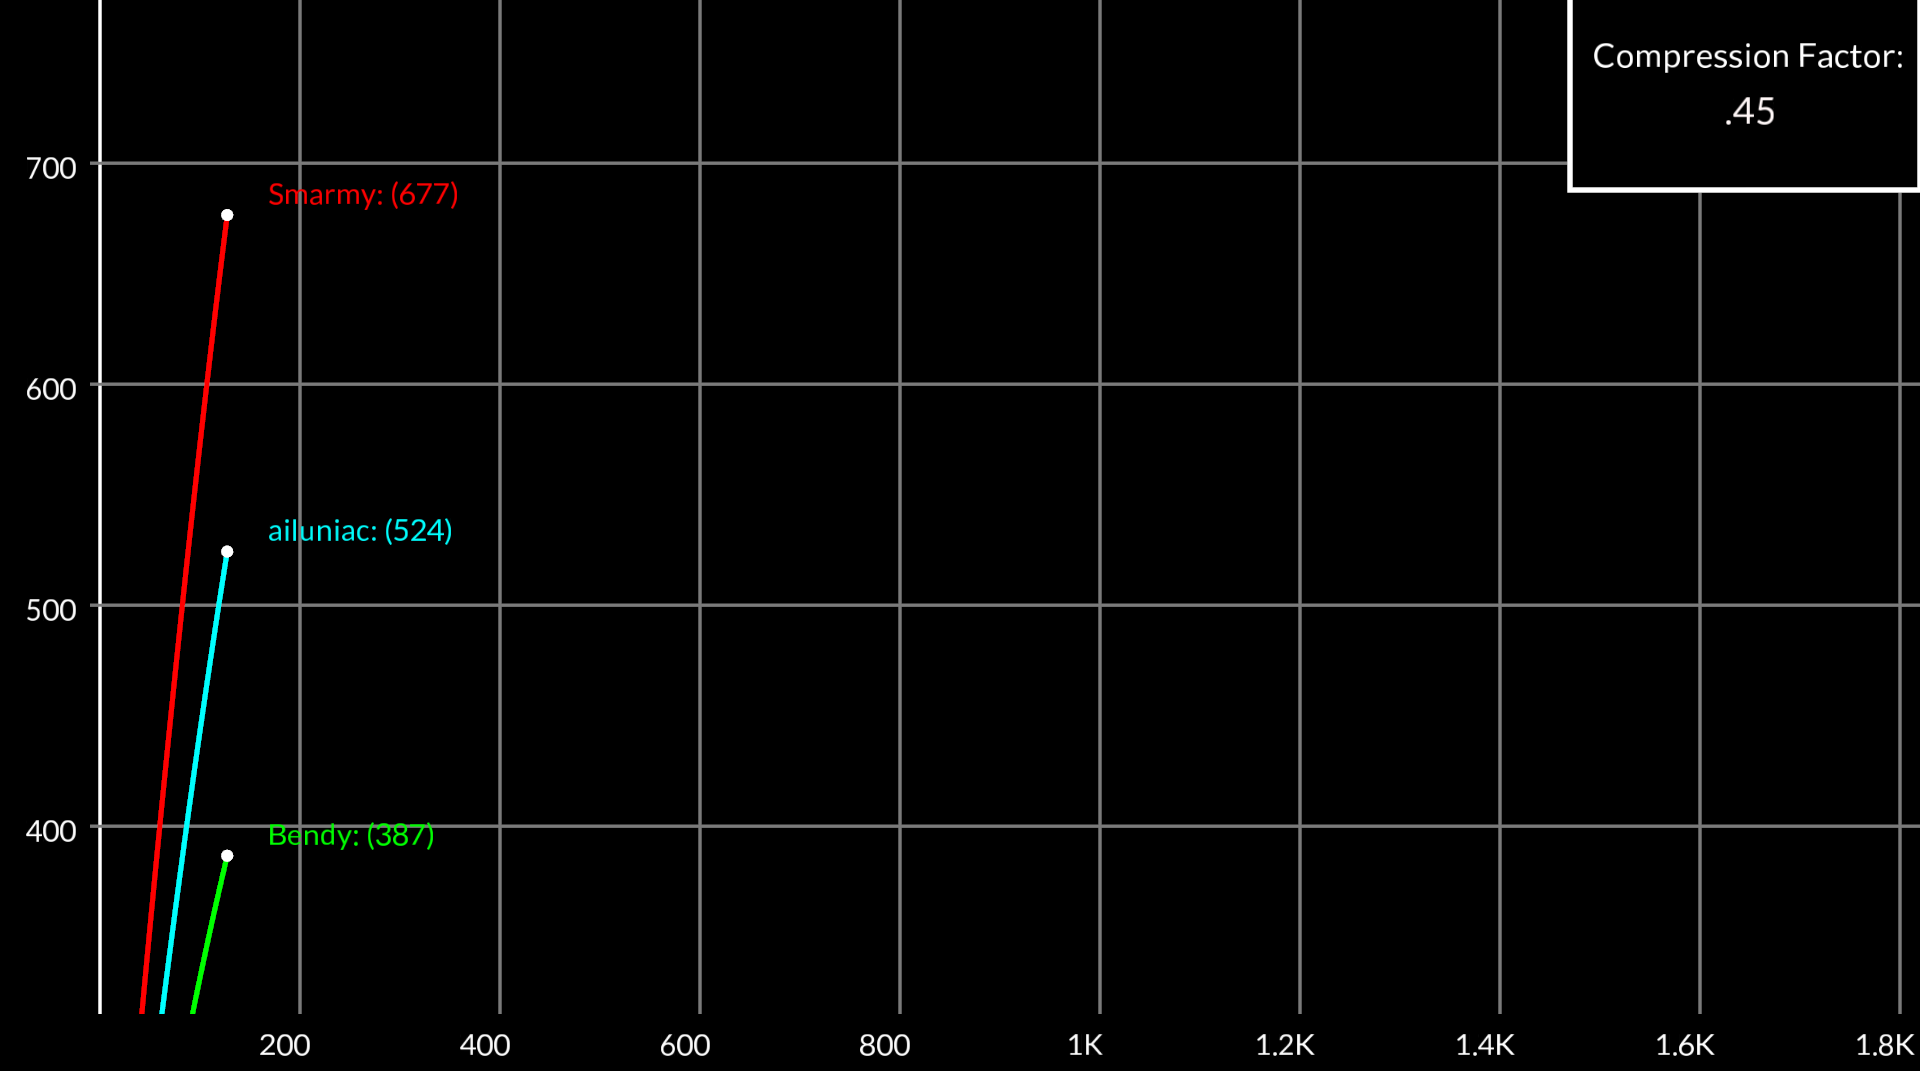 Compression Factor:
.45
700
Smarmy: (677)
600
ailuniac: (524)
500
400
Bendy: (387)
200 400 600 800 1K 1.2K 1.4K 1.6K 1.8K